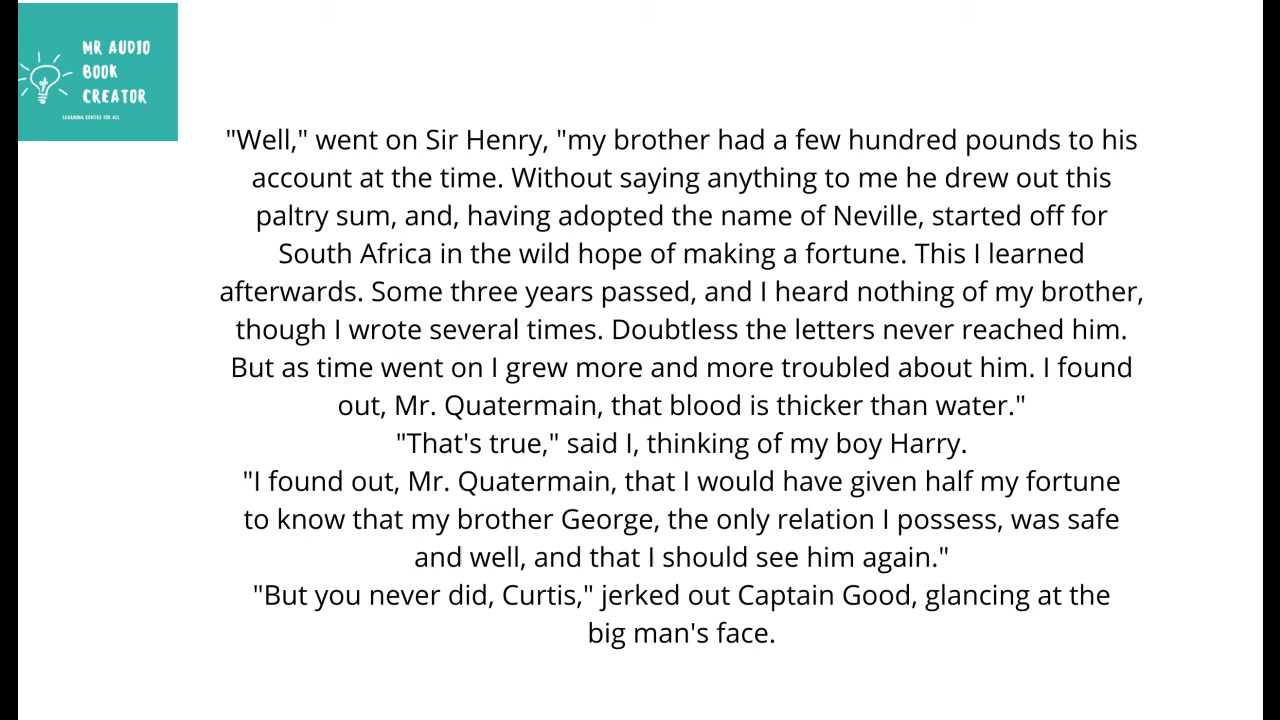 MR AUDIO
BOOK
CREATOR
LEARNING CENTRE FOR ALL
"Well," went on Sir Henry, "my brother had a few hundred pounds to his
account at the time. Without saying anything to me he drew out this
paltry sum, and, having adopted the name of Neville, started off for
South Africa in the wild hope of making a fortune. This I learned
afterwards. Some three years passed, and I heard nothing of my brother,
though I wrote several times. Doubtless the letters never reached him.
But as time went on I grew more and more troubled about him. I found
out, Mr. Quatermain, that blood is thicker than water."
"That's true," said I, thinking of my boy Harry.
"I found out, Mr. Quatermain, that I would have given half my fortune
to know that my brother George, the only relation I possess, was safe
and well, and that I should see him again."
"But you never did, Curtis," jerked out Captain Good, glancing at the
big man's face.